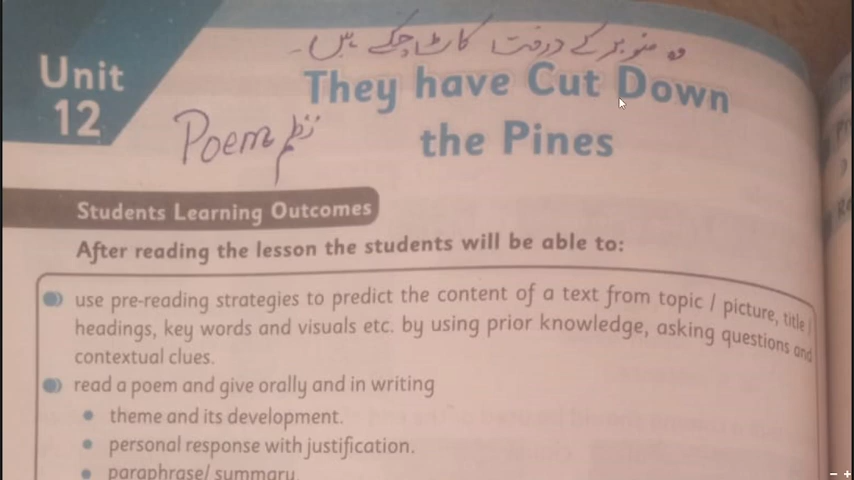 وہ صنوبر کے درخت کاٹ چکے ہیں۔
Unit
12
They have Cut Down
the Pines
Poem نظم
Students Learning Outcomes
After reading the lesson the students will be able to:
use pre-reading strategies to predict the content of a text from topic / picture, title /
headings, key words and visuals etc. by using prior knowledge, asking questions and
contextual clues.
read a poem and give orally and in writing
theme and its development.
personal response with justification.
paraphrase/ summary.